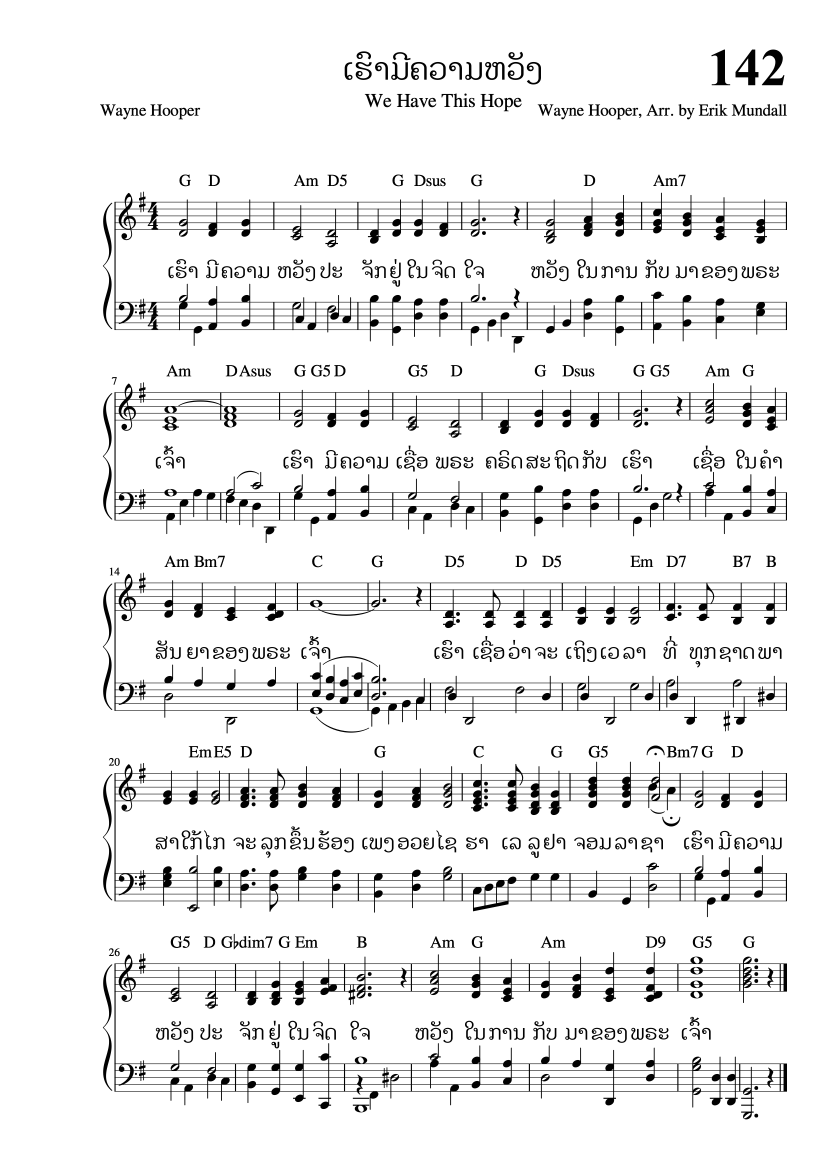 ເຮົາມີຄວາມຫວັງ
142
We Have This Hope
Wayne Hooper
Wayne Hooper, Arr. by Erik Mundall
G D Am D5 G Dsus G D Am7
ເຮົາ ມີ ຄວາມ ຫວັງ ປະ ຈັກ ຢູ່ ໃນ ຈິດ ໃຈ ຫວັງ ໃນ ການ ກັບ ມາ ຂອງ ພຣະ
7 Am D Asus G G5 D G5 D G Dsus G G5 Am G
ເຈົ້າ ເຮົາ ມີ ຄວາມ ເຊື່ອ ພຣະ ຄຣິດ ສະ ຖິດ ກັບ ເຮົາ ເຊື່ອ ໃນ ຄຳ
14 Am Bm7 C G D5 D D5 Em D7 B7 B
ສັນ ຍາ ຂອງ ພຣະ ເຈົ້າ ເຮົາ ເຊື່ອ ວ່າ ຈະ ເຖິງ ເວ ລາ ທີ່ ທຸກ ຊາດ ພາ
20 Em E5 D G C G G5 Bm7 G D
ສາ ໃກ້ ໄກ ຈະ ລຸກ ຂຶ້ນ ຮ້ອງ ເພງ ອວຍ ໄຊ ຮາ ເລ ລູ ຢາ ຈອມ ລາ ຊາ ເຮົາ ມີ ຄວາມ
26 G5 D G♭dim7 G Em B Am G Am D9 G5 G
ຫວັງ ປະ ຈັກ ຢູ່ ໃນ ຈິດ ໃຈ ຫວັງ ໃນ ການ ກັບ ມາ ຂອງ ພຣະ ເຈົ້າ